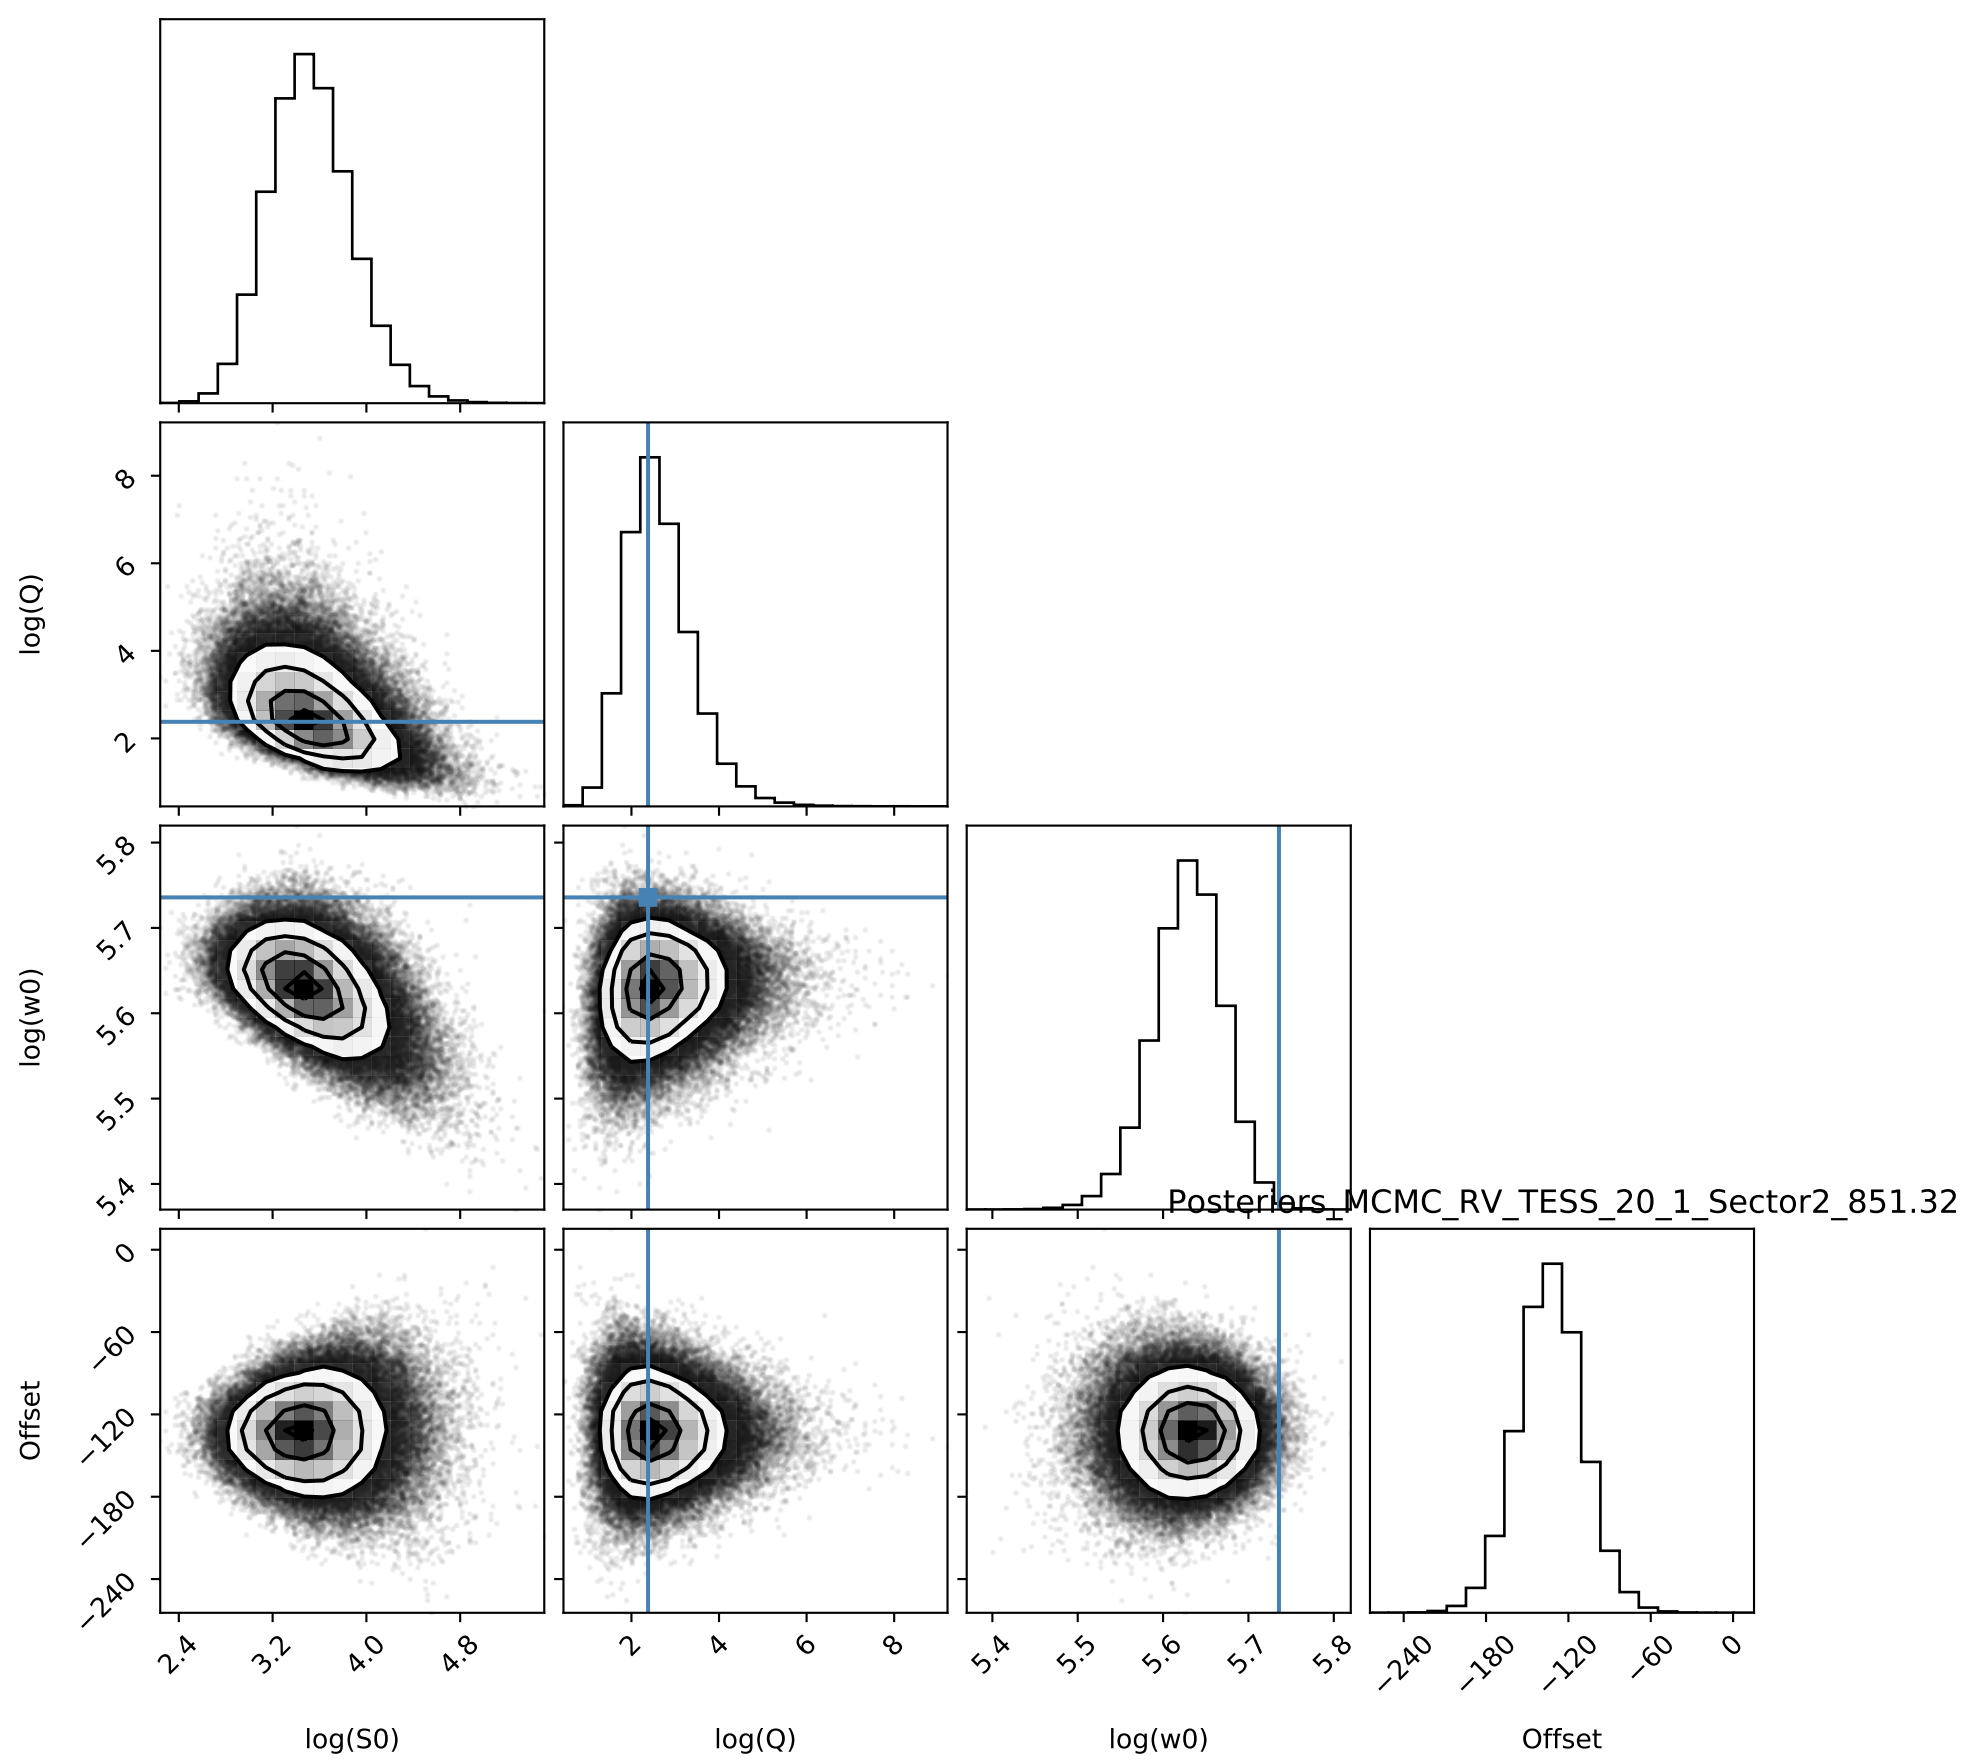 8
6
4
2
log(Q)
5.8
5.7
5.6
5.5
5.4
log(w0)
Posteriors_MCMC_RV_TESS_20_1_Sector2_851.32
0
−60
−120
−180
−240
Offset
2.4 3.2 4.0 4.8 2 4 6 8 5.4 5.5 5.6 5.7 5.8 −240 −180 −120 −60 0
log(S0) log(Q) log(w0) Offset